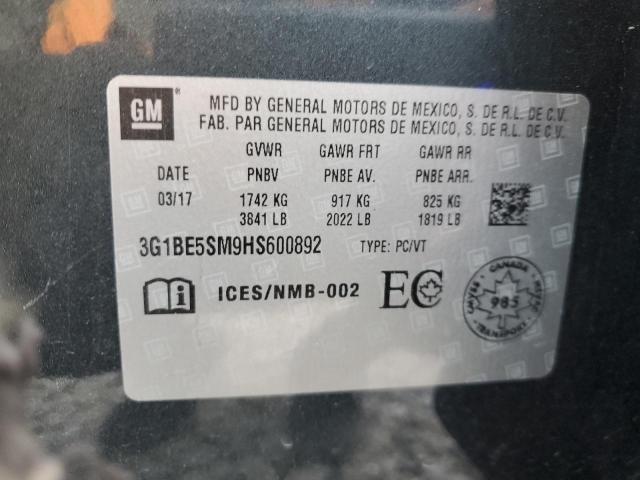 GM ®
MFD BY GENERAL MOTORS DE MEXICO, S. DE R.L. DE C.V.
FAB. PAR GENERAL MOTORS DE MEXICO, S. DE R.L. DE C.V.
GVWR GAWR FRT GAWR RR
DATE PNBV PNBE AV. PNBE ARR.
03/17 1742 KG 917 KG 825 KG
3841 LB 2022 LB 1819 LB
3G1BE5SM9HS600892 TYPE: PC/VT
i ICES/NMB-002 EC
CANADA
985
TRANSPORT